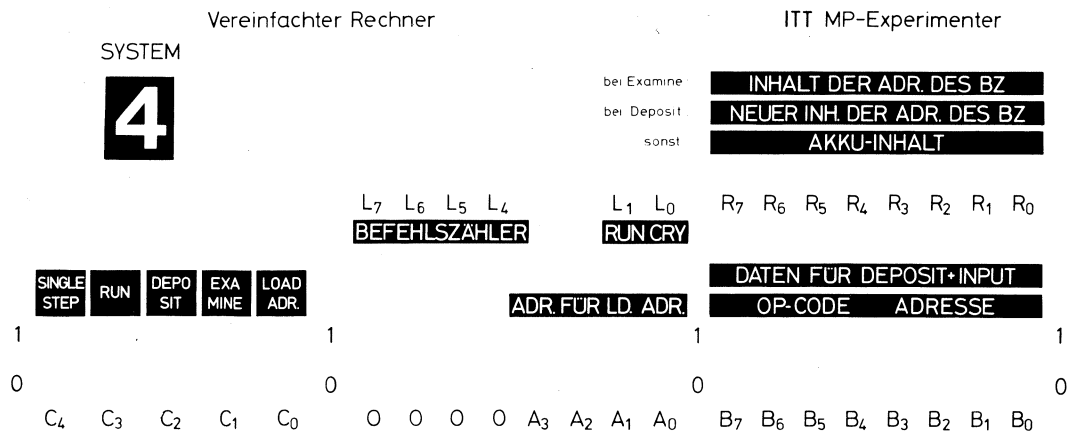 Vereinfachter Rechner ITT MP-Experimenter
SYSTEM
4
bei Examine: INHALT DER ADR. DES BZ
bei Deposit: NEUER INH. DER ADR. DES BZ
sonst AKKU-INHALT
L7 L6 L5 L4 L1 L0 R7 R6 R5 R4 R3 R2 R1 R0
BEFEHLSZÄHLER RUN CRY
SINGLE STEP RUN DEPO SIT EXA MINE LOAD ADR. DATEN FÜR DEPOSIT+INPUT
ADR. FÜR LD. ADR. OP-CODE ADRESSE
1 1 1 1
0 0 0 0
C4 C3 C2 C1 C0 0 0 0 0 A3 A2 A1 A0 B7 B6 B5 B4 B3 B2 B1 B0